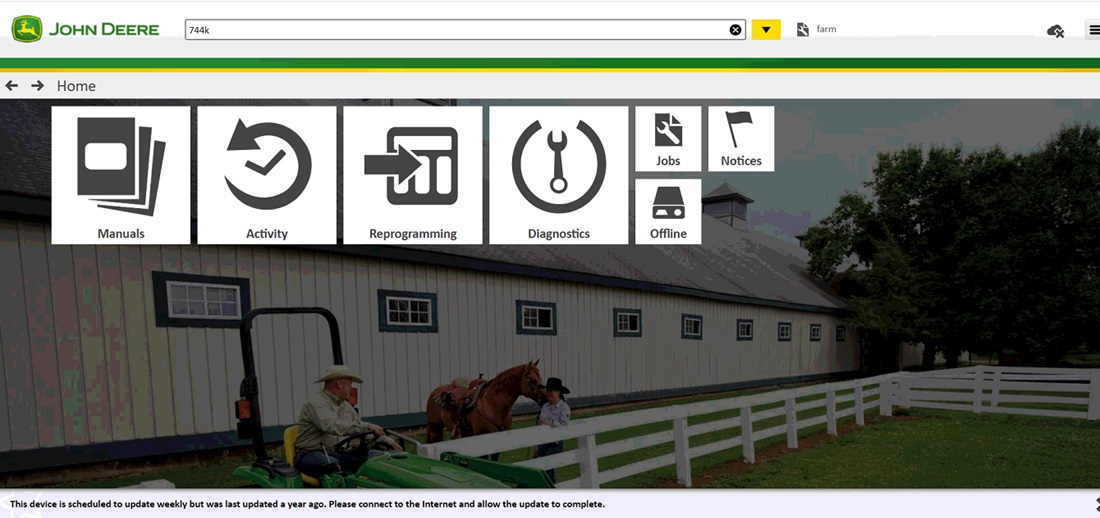 JOHN DEERE
744k
farm
Home
Manuals
Activity
Reprogramming
Diagnostics
Jobs
Notices
Offline
This device is scheduled to update weekly but was last updated a year ago. Please connect to the Internet and allow the update to complete.